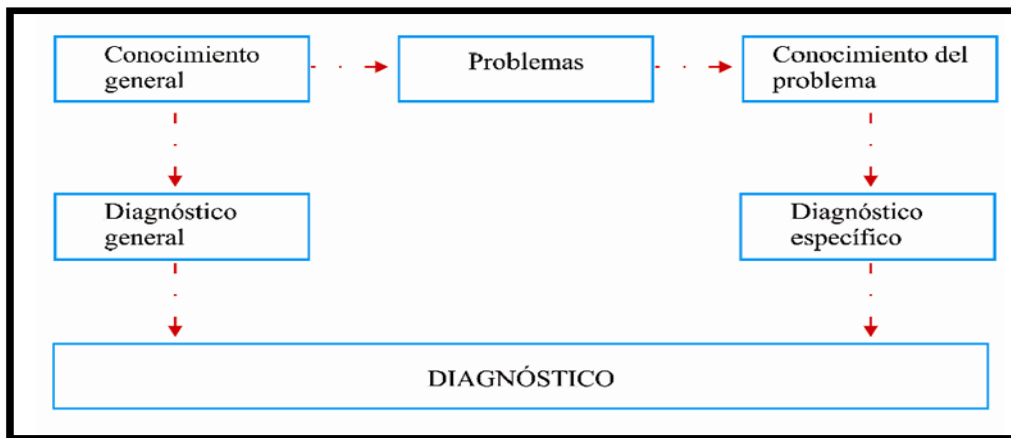 Conocimiento
general
Problemas
Conocimiento del
problema
Diagnóstico
general
Diagnóstico
específico
DIAGNÓSTICO